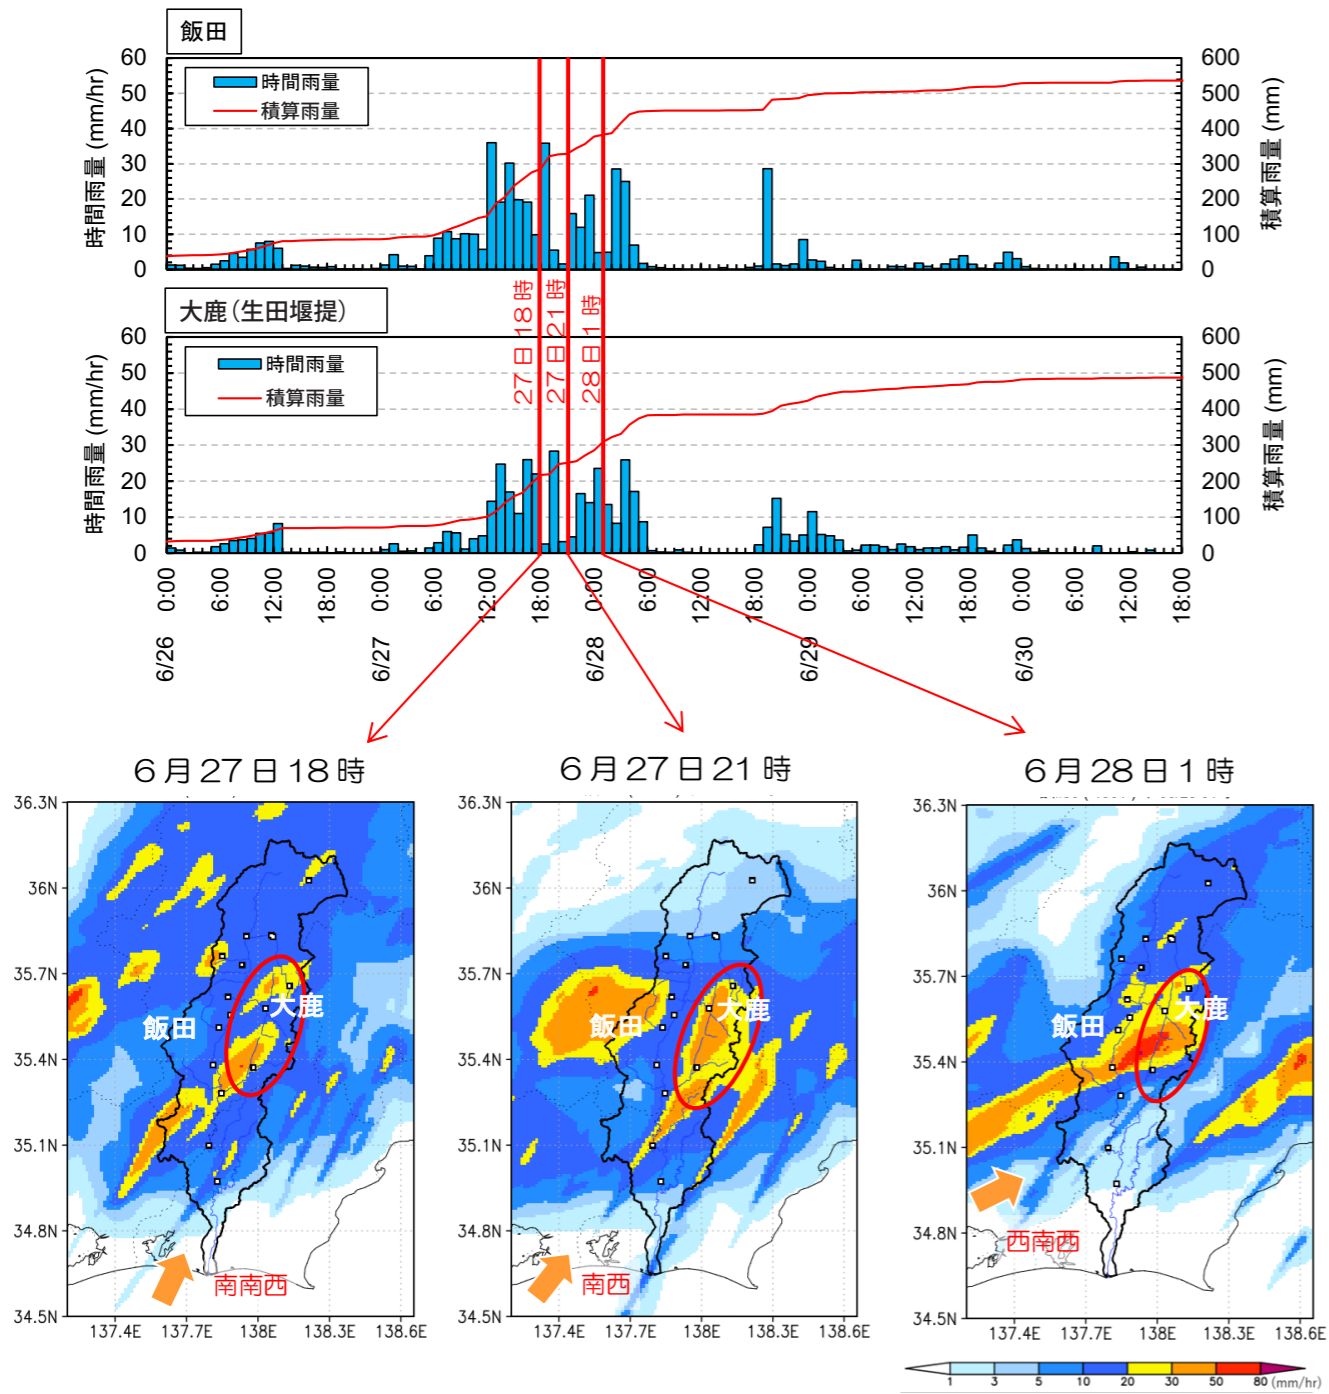 飯田
時間雨量
積算雨量
時間雨量 (mm/hr)
60
50
40
30
20
10
0
600
500
400
300
200
100
0
積算雨量 (mm)
27日18時
27日21時
28日1時
大鹿(生田堰提)
時間雨量
積算雨量
時間雨量 (mm/hr)
60
50
40
30
20
10
0
600
500
400
300
200
100
0
積算雨量 (mm)
0:00 6:00 12:00 18:00 0:00 6:00 12:00 18:00 0:00 6:00 12:00 18:00 0:00 6:00 12:00 18:00 0:00 6:00 12:00 18:00
6/26 6/27 6/28 6/29 6/30
6月27日18時
36.3N
36N
35.7N
35.4N
35.1N
34.8N
34.5N
飯田
大鹿
南南西
137.4E 137.7E 138E 138.3E 138.6E
6月27日21時
36.3N
36N
35.7N
35.4N
35.1N
34.8N
34.5N
飯田
大鹿
南西
137.4E 137.7E 138E 138.3E 138.6E
6月28日1時
36.3N
36N
35.7N
35.4N
35.1N
34.8N
34.5N
飯田
大鹿
西南西
137.4E 137.7E 138E 138.3E 138.6E
1 3 5 10 20 30 50 80 (mm/hr)